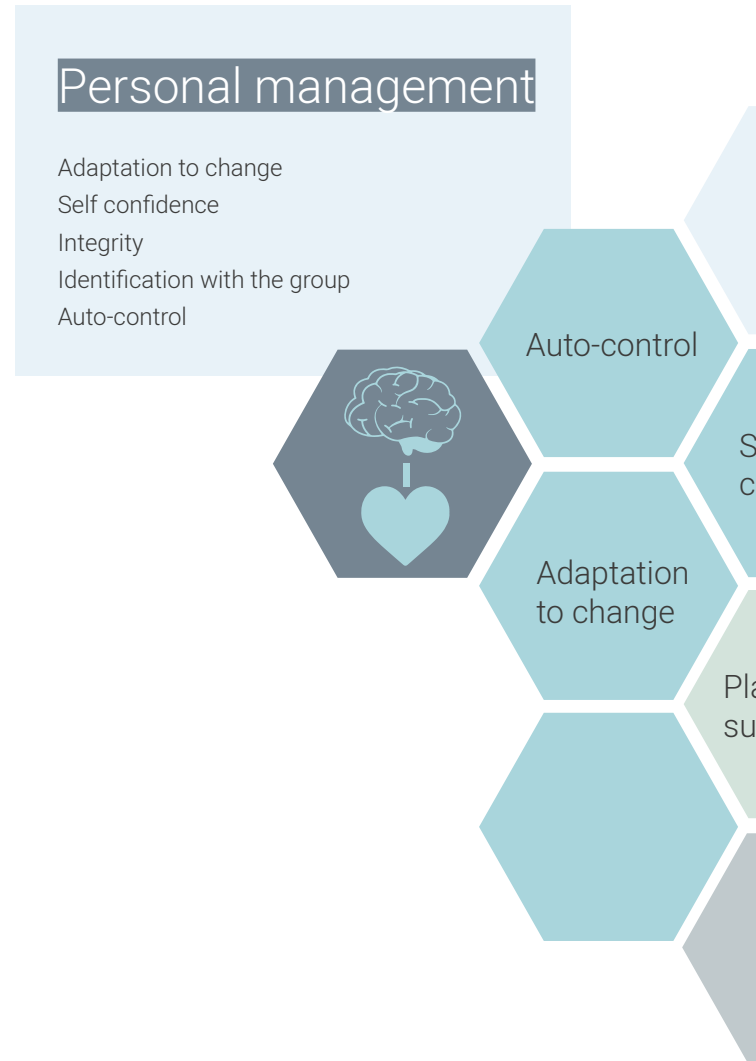 Personal management
Adaptation to change
Self confidence
Integrity
Identification with the group
Auto-control
Auto-control
Adaptation
to change